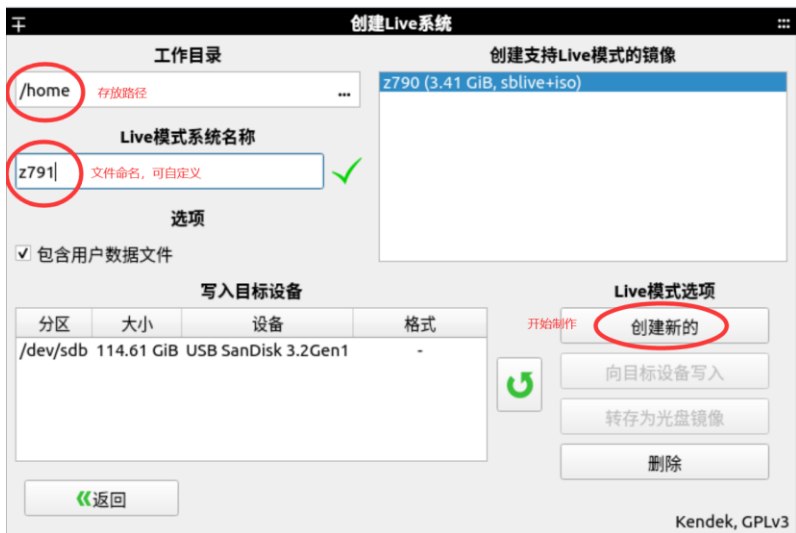 创建Live系统
工作目录
/home 存放路径 ...
Live模式系统名称
z791 文件命名，可自定义
选项
包含用户数据文件
创建支持Live模式的镜像
z790 (3.41 GiB, sblive+iso)
写入目标设备
分区 大小 设备 格式
/dev/sdb 114.61 GiB USB SanDisk 3.2Gen1 -
Live模式选项
开始制作 创建新的
向目标设备写入
转存为光盘镜像
删除
返回
Kendek, GPLv3